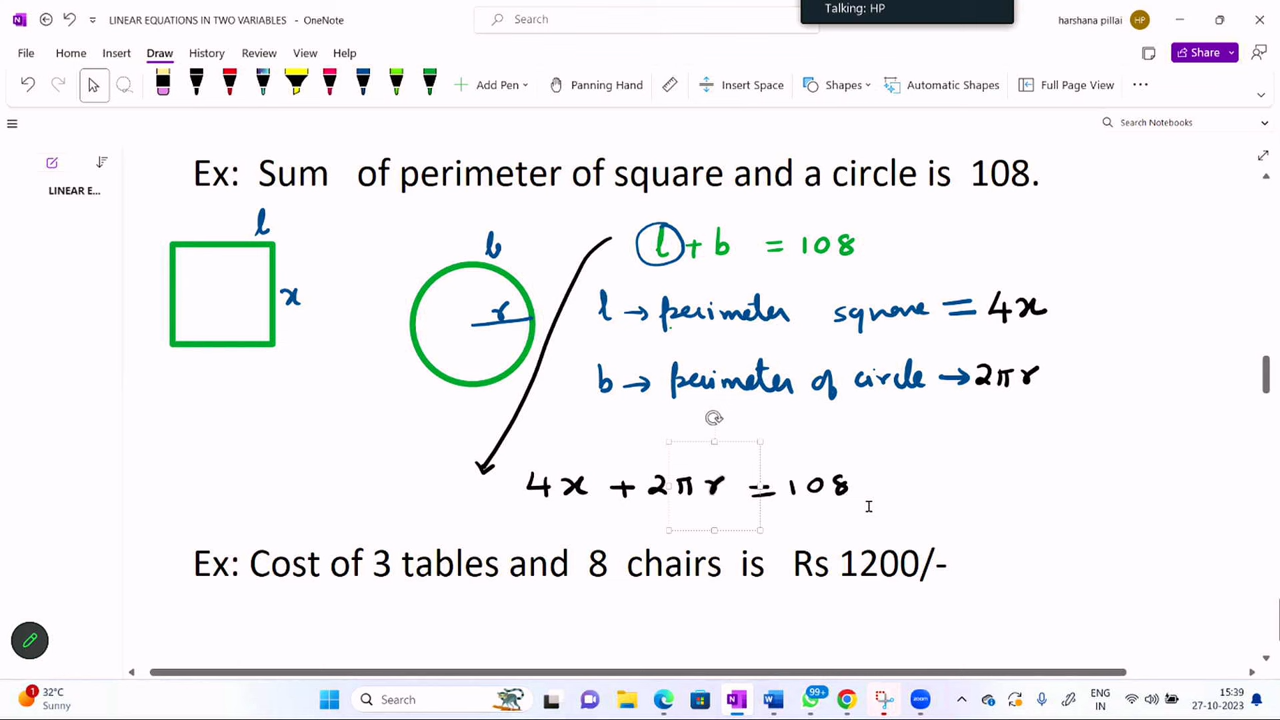 LINEAR EQUATIONS IN TWO VARIABLES - OneNote
Search
Talking: HP
harshana pillai
HP
File Home Insert Draw History Review View Help
Share
Add Pen
Panning Hand
Insert Space
Shapes
Automatic Shapes
Full Page View
Search Notebooks
LINEAR E...
Ex: Sum of perimeter of square and a circle is 108.
l
x
b
r
l + b = 108
l → perimeter square = 4x
b → perimeter of circle → 2πr
4x + 2πr = 108
Ex: Cost of 3 tables and 8 chairs is Rs 1200/-
1
32°C
Sunny
Search
99+
ENG
IN
15:39
27-10-2023